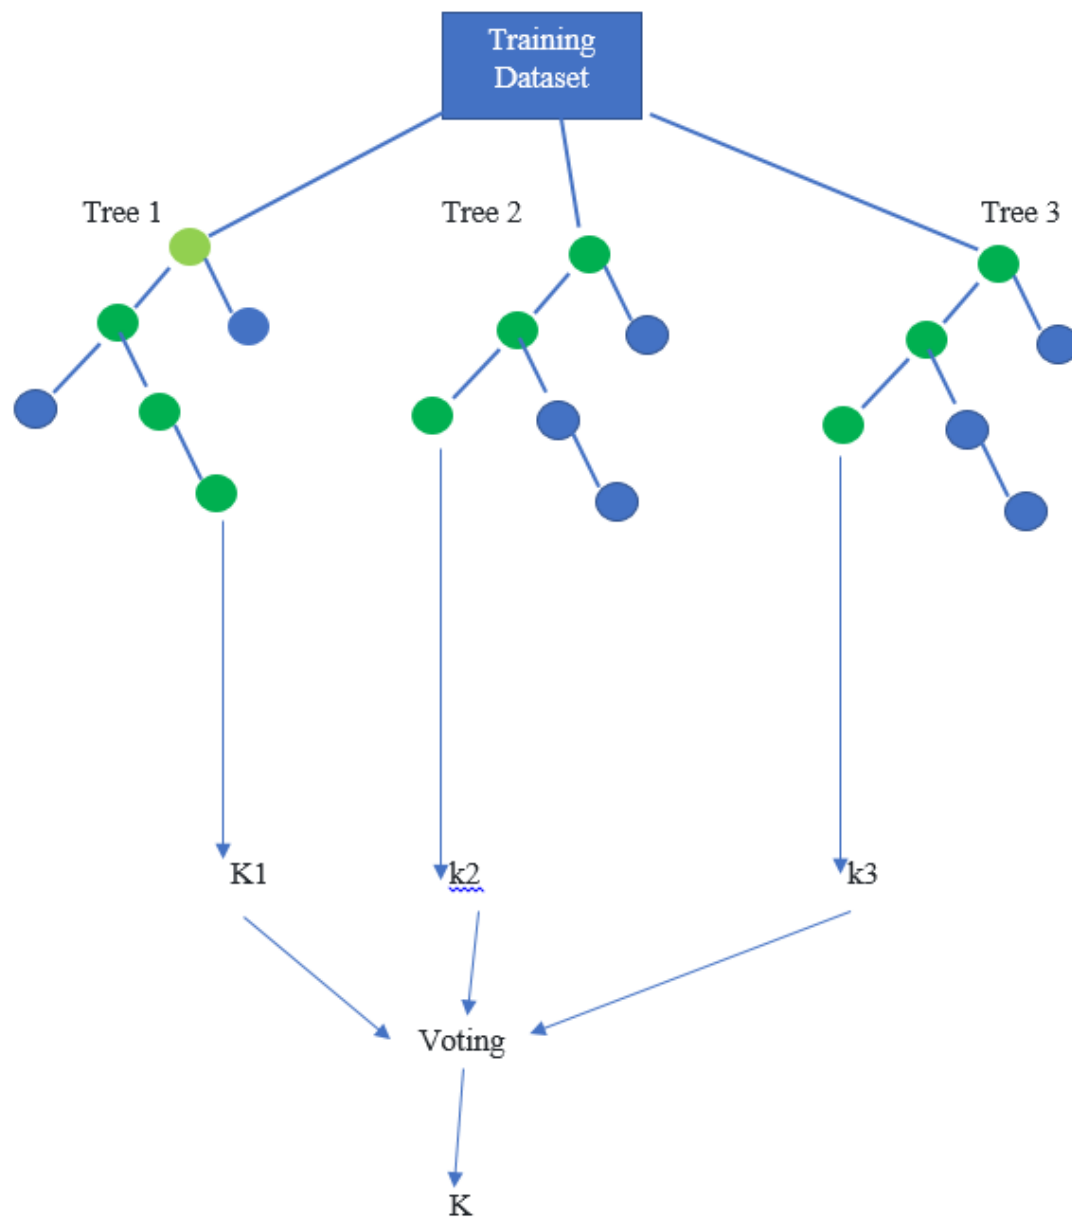 Training
Dataset
Tree 1
Tree 2
Tree 3
K1
k2
k3
Voting
K